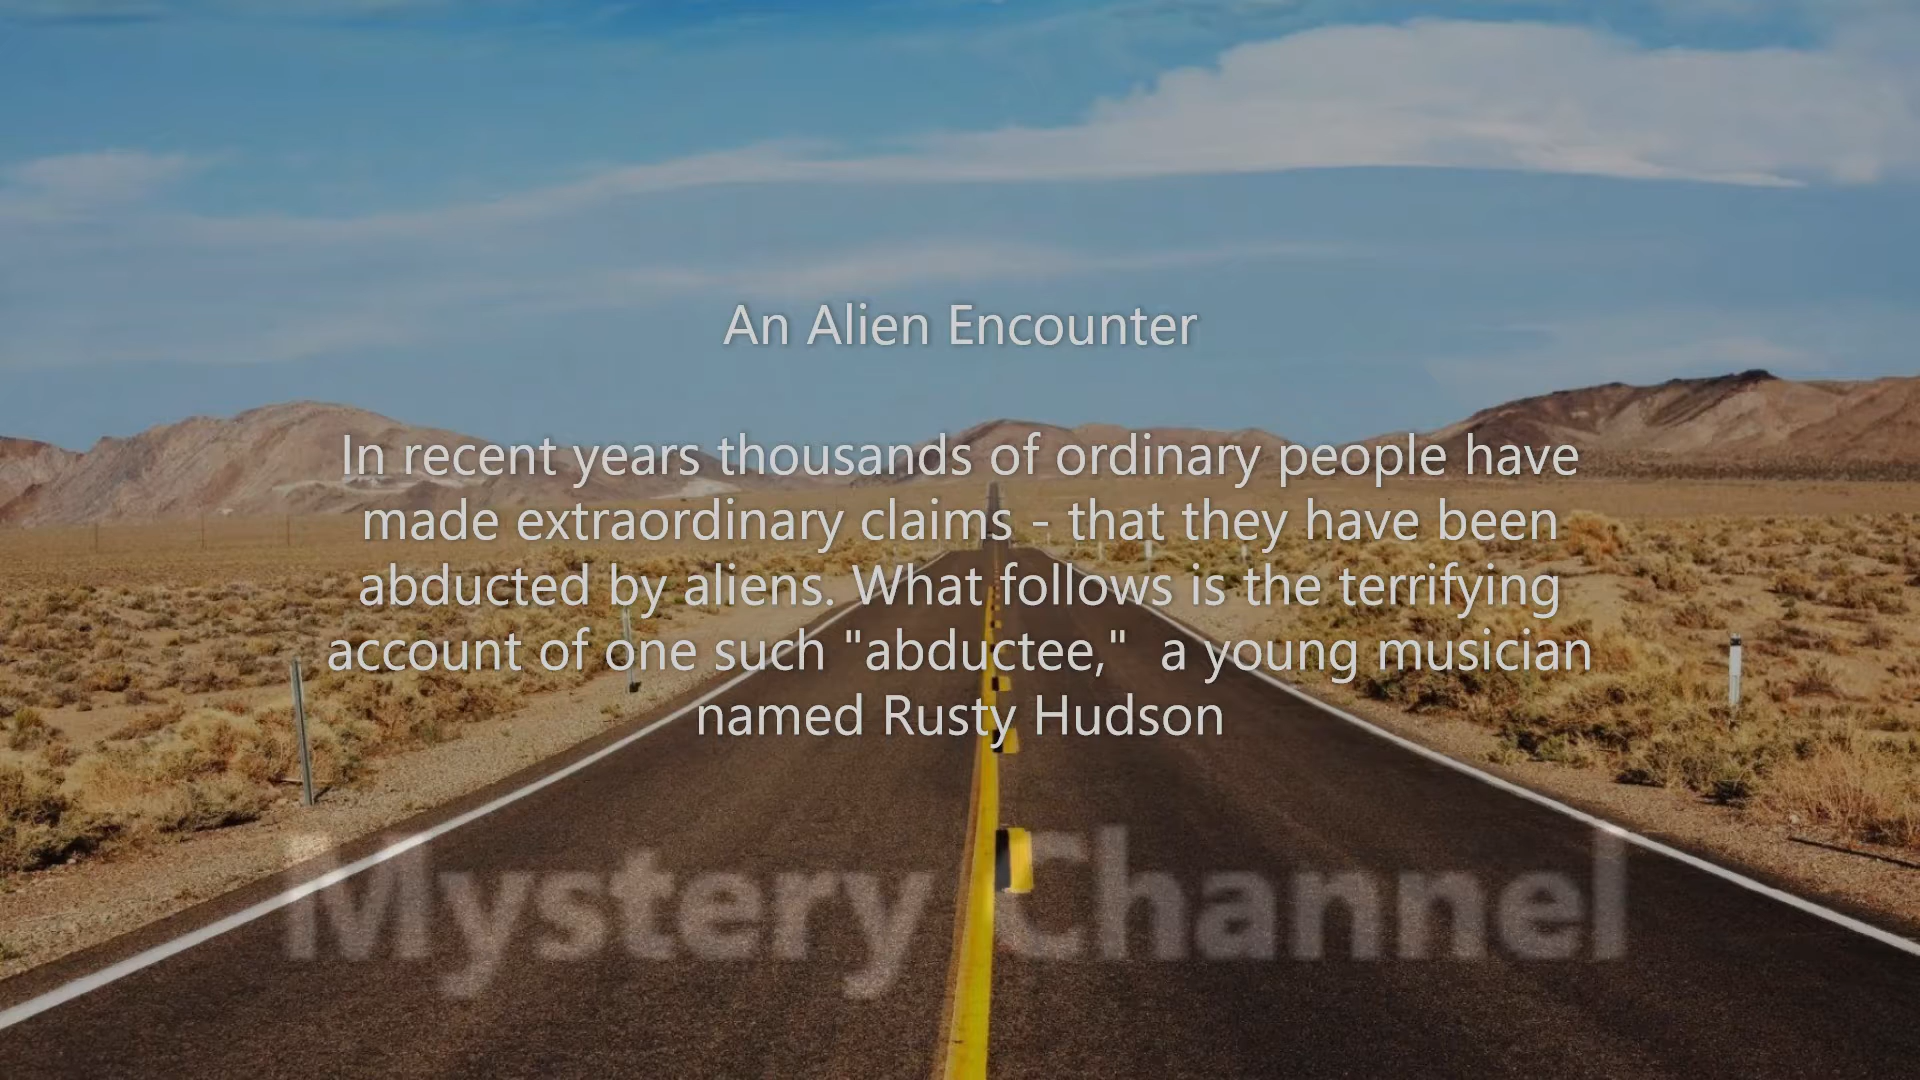 An Alien Encounter
In recent years thousands of ordinary people have
made extraordinary claims - that they have been
abducted by aliens. What follows is the terrifying
account of one such "abductee,"  a young musician
named Rusty Hudson
Mystery Channel